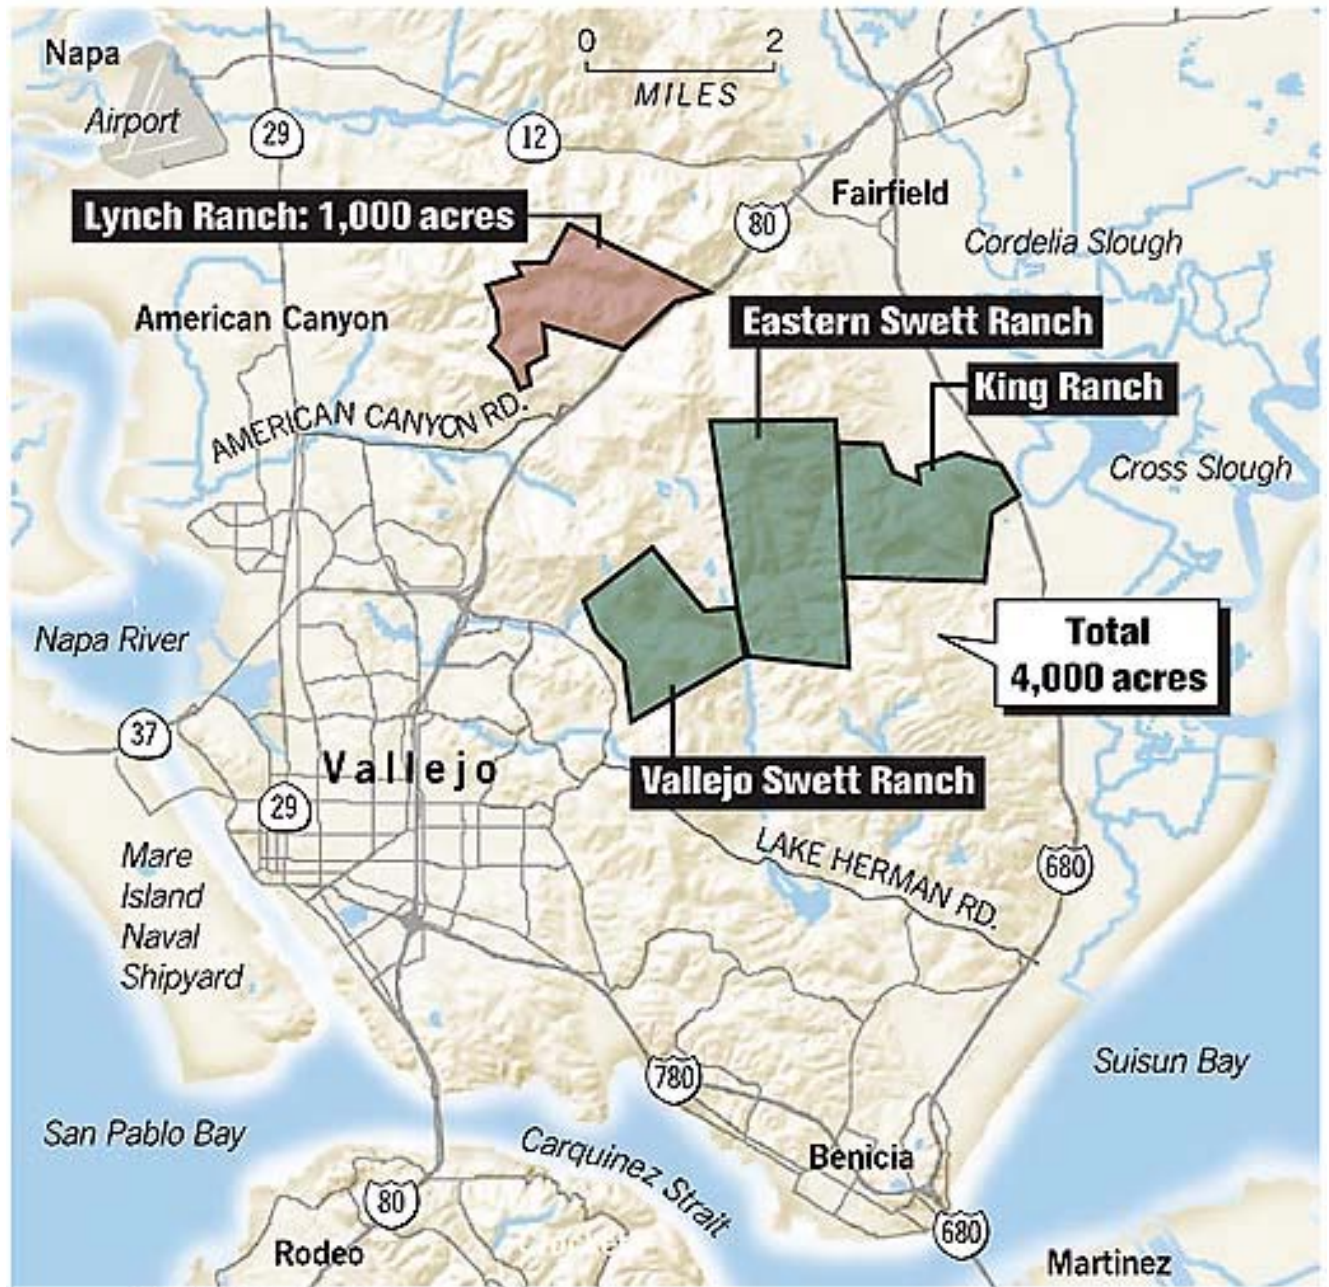 Napa
Airport
29
12
0 2
MILES
Lynch Ranch: 1,000 acres
Fairfield
80
Cordelia Slough
American Canyon
Eastern Swett Ranch
King Ranch
AMERICAN CANYON RD.
Cross Slough
Napa River
Total
4,000 acres
37
Vallejo
Vallejo Swett Ranch
29
Mare
Island
Naval
Shipyard
LAKE HERMAN RD.
680
780
Suisun Bay
San Pablo Bay
Carquinez Strait
Benicia
80
680
Rodeo
Crockett
Martinez